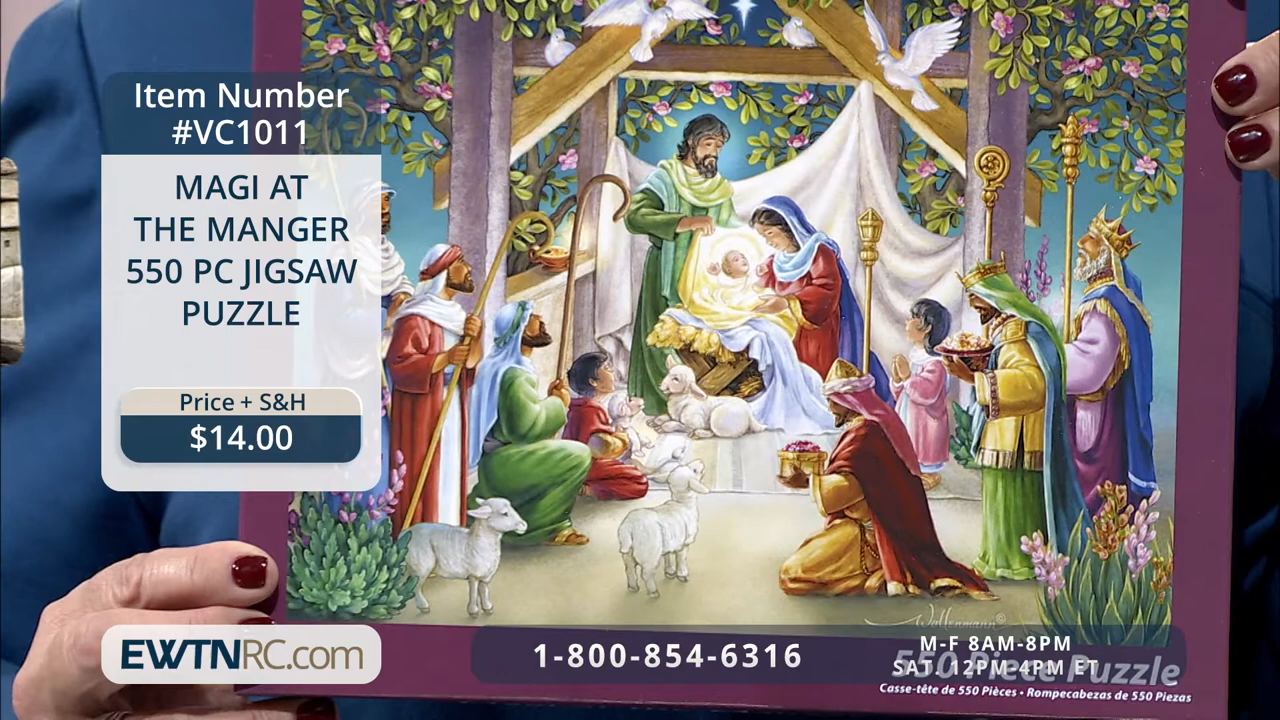 Item Number
#VC1011
MAGI AT
THE MANGER
550 PC JIGSAW
PUZZLE
Price + S&H
$14.00
Wallenmann©
EWTNRC.com
1-800-854-6316
M-F 8AM-8PM
SAT. 12PM-4PM ET
550 Piece Puzzle
Casse-tête de 550 Pièces • Rompecabezas de 550 Piezas